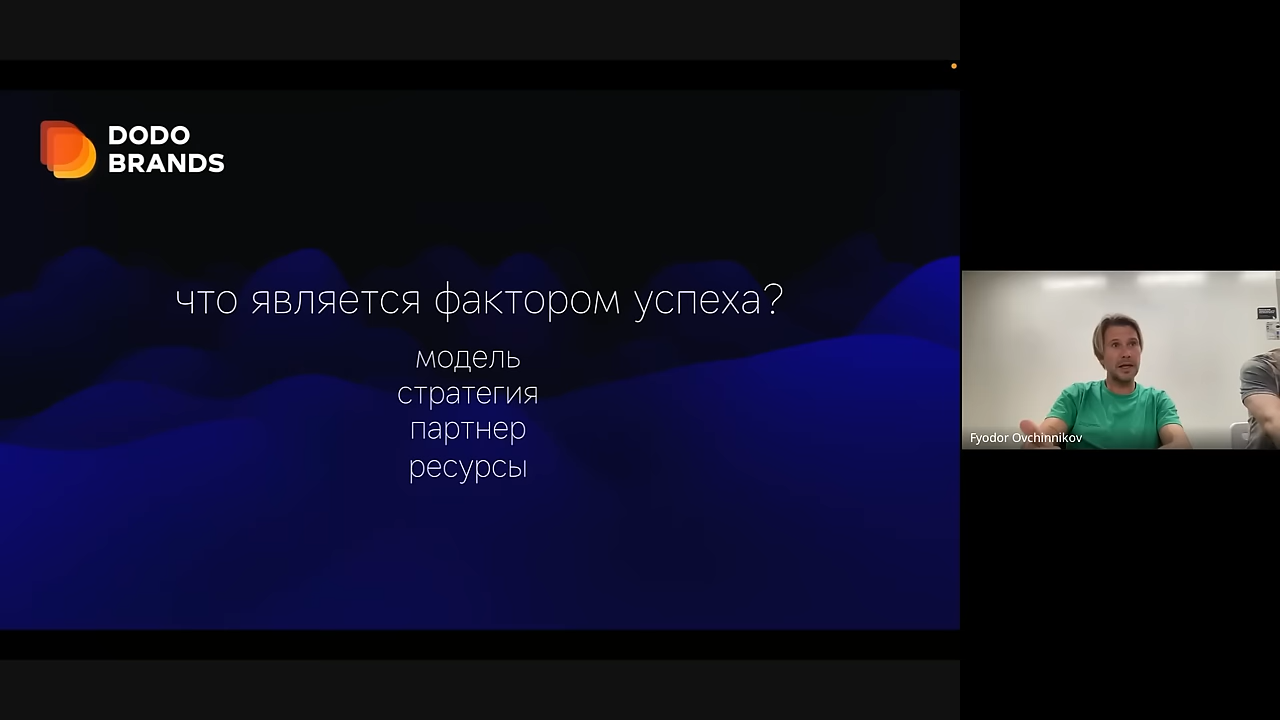 DODO
BRANDS
что является фактором успеха?
модель
стратегия
партнер
ресурсы
Fyodor Ovchinnikov